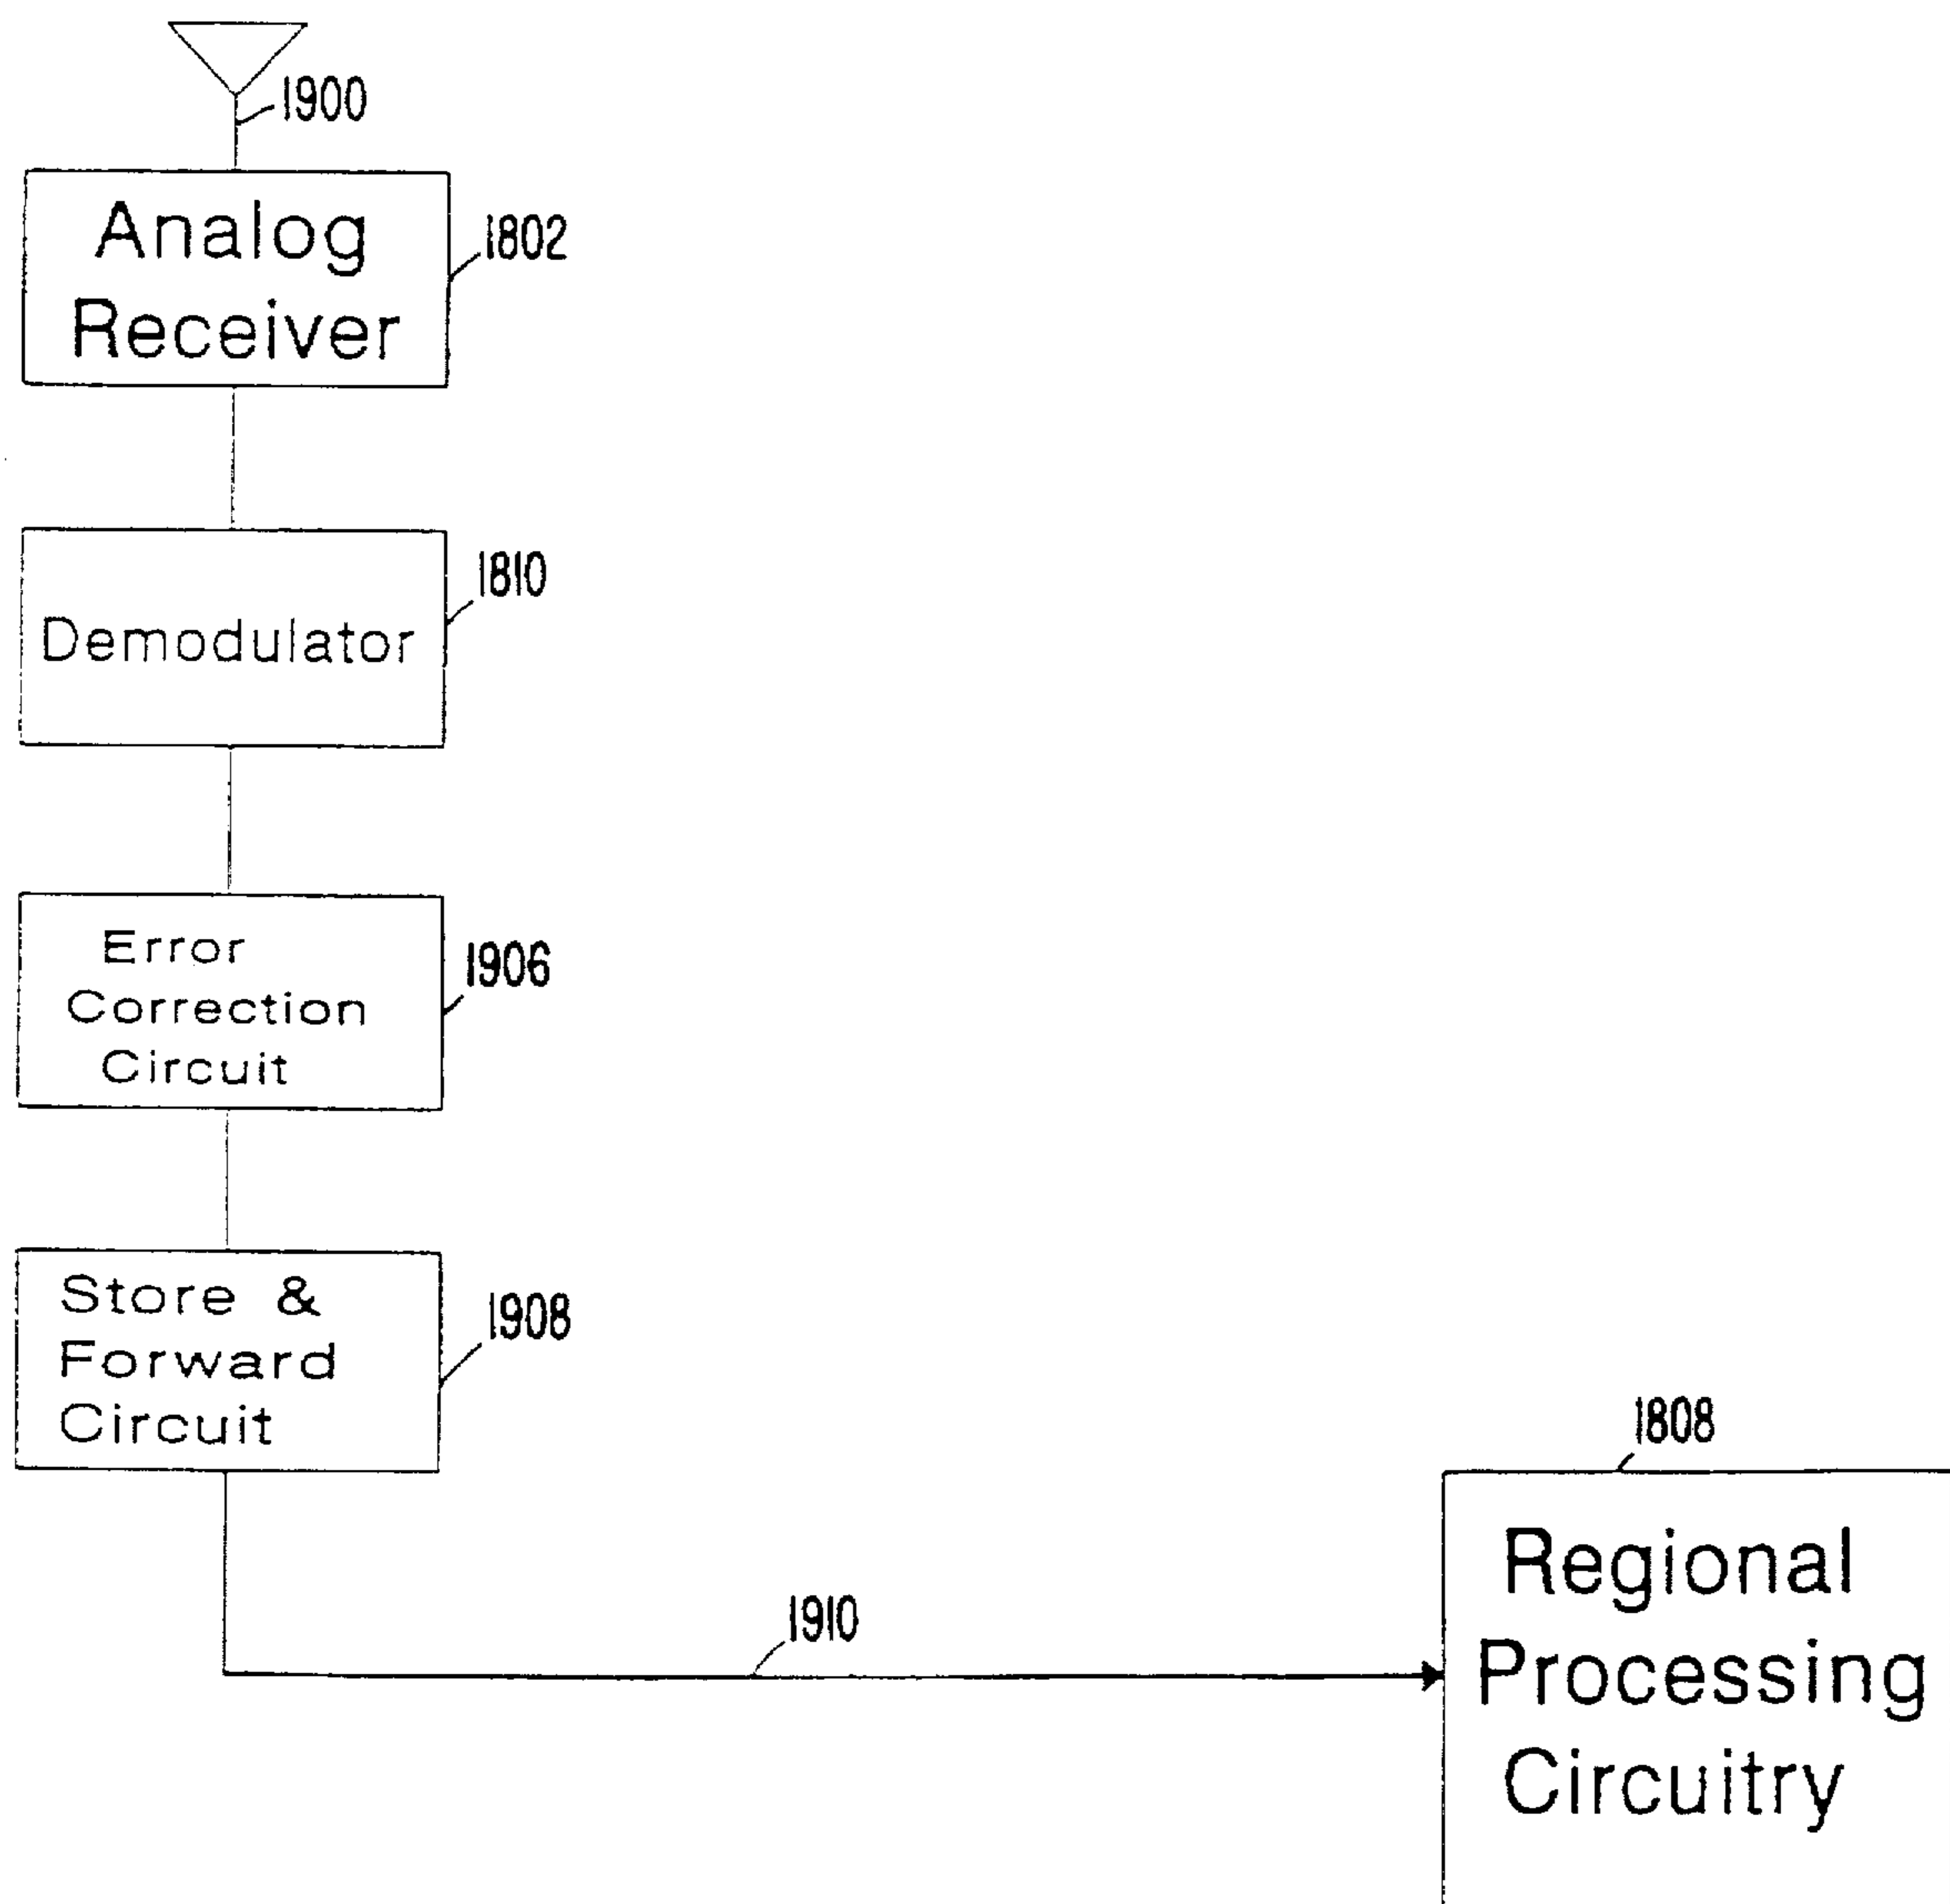 1900
Analog
Receiver
1802
Demodulator
1810
Error
Correction
Circuit
1906
Store &
Forward
Circuit
1908
1910
1808
Regional
Processing
Circuitry